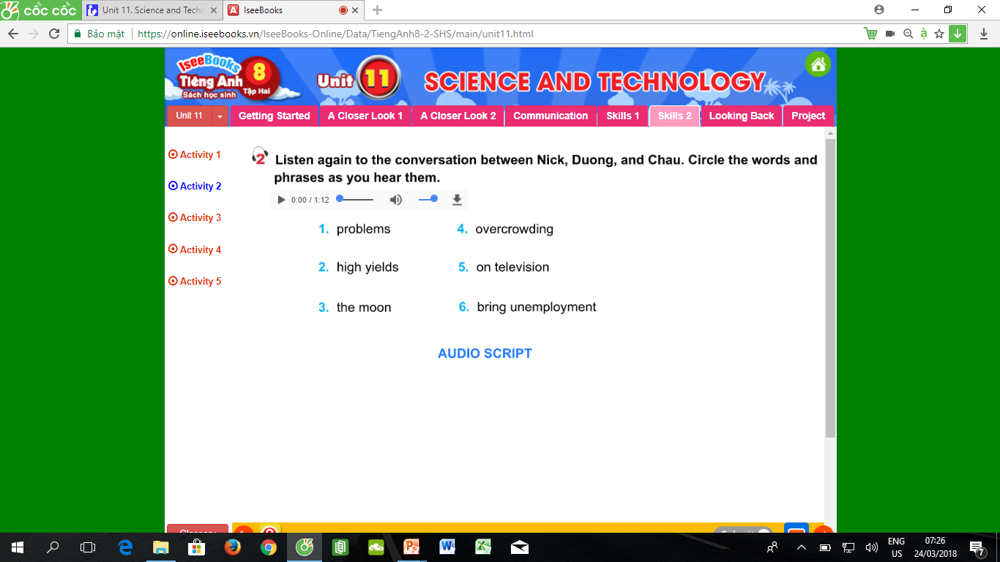 cốc cốc
Unit 11. Science and Techn
IseeBooks
Bảo mật
https://online.iseebooks.vn/IseeBooks-Online/Data/TiengAnh8-2-SHS/main/unit11.html
IseeBooks
Tiếng Anh 8
Sách học sinh Tập Hai
Unit 11
SCIENCE AND TECHNOLOGY
Unit 11
Getting Started
A Closer Look 1
A Closer Look 2
Communication
Skills 1
Skills 2
Looking Back
Project
Activity 1
Activity 2
Activity 3
Activity 4
Activity 5
2 Listen again to the conversation between Nick, Duong, and Chau. Circle the words and
phrases as you hear them.
0:00 / 1:12
1. problems
2. high yields
3. the moon
4. overcrowding
5. on television
6. bring unemployment
AUDIO SCRIPT
ENG
US
07:26
24/03/2018
7